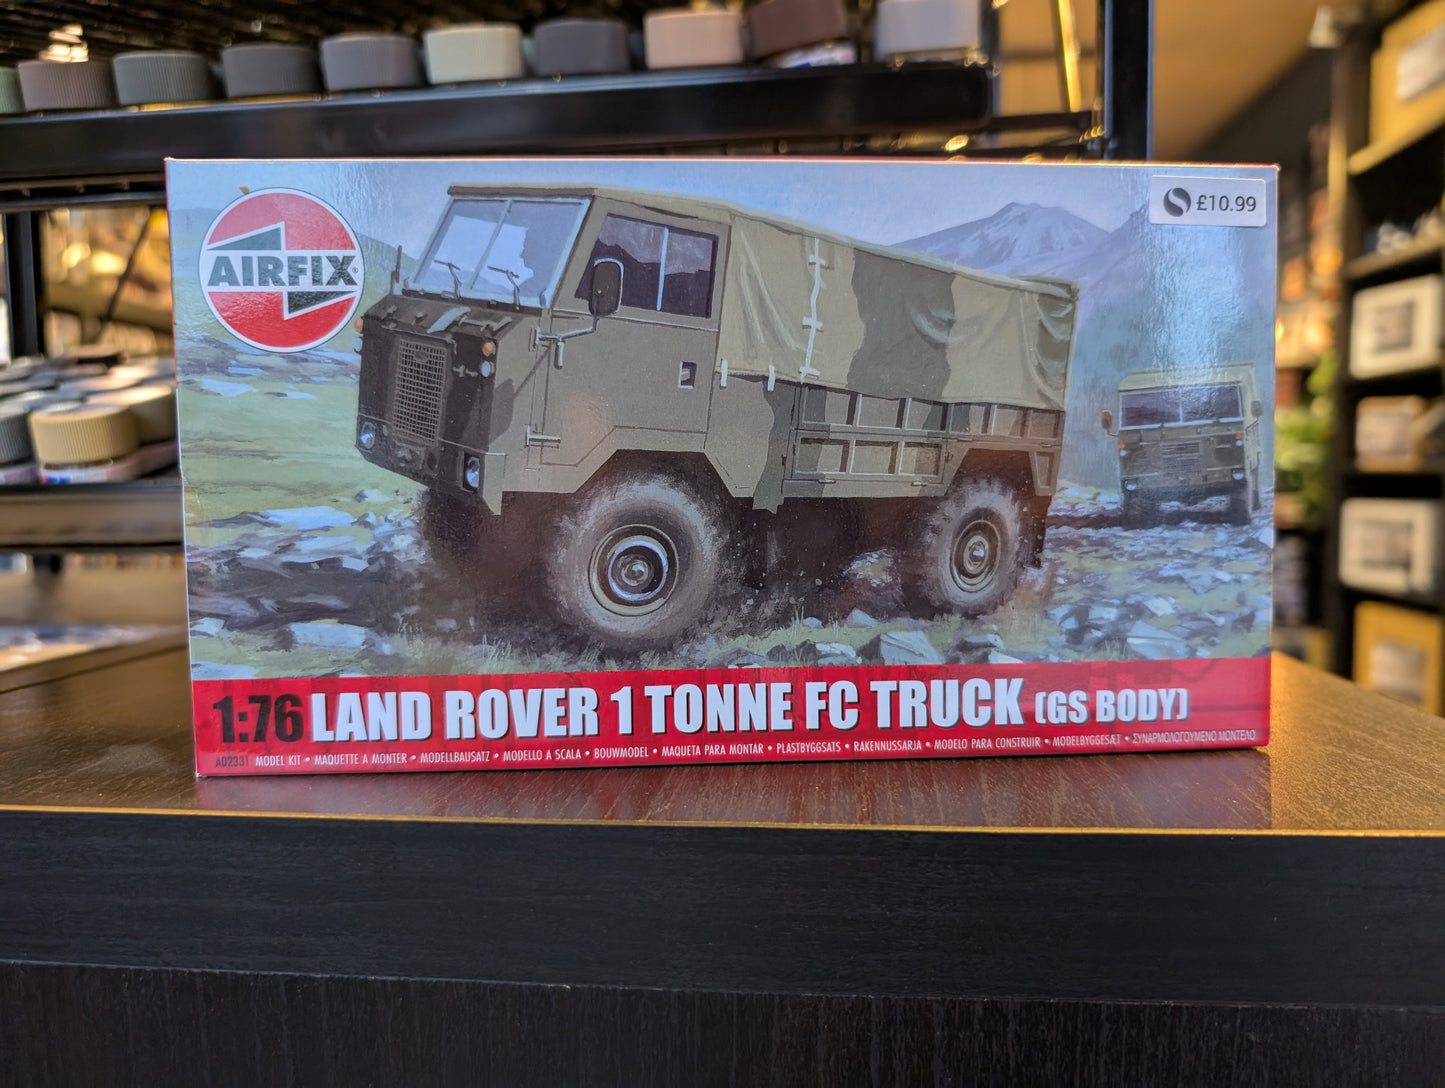 AIRFIX
£10.99
1:76 LAND ROVER 1 TONNE FC TRUCK (GS BODY)
A02331 MODEL KIT • MAQUETTE A MONTER • MODELLBAUSATZ • MODELLO A SCALA • BOUWMODEL • MAQUETA PARA MONTAR • PLASTBYGGSATS • RAKENNUSSARJA • MODELO PARA CONSTRUIR • MODELBYGGESÆT • ΣΥΝΑΡΜΟΛΟΓΟΥΜΕΝΟ ΜΟΝΤΕΛΟ